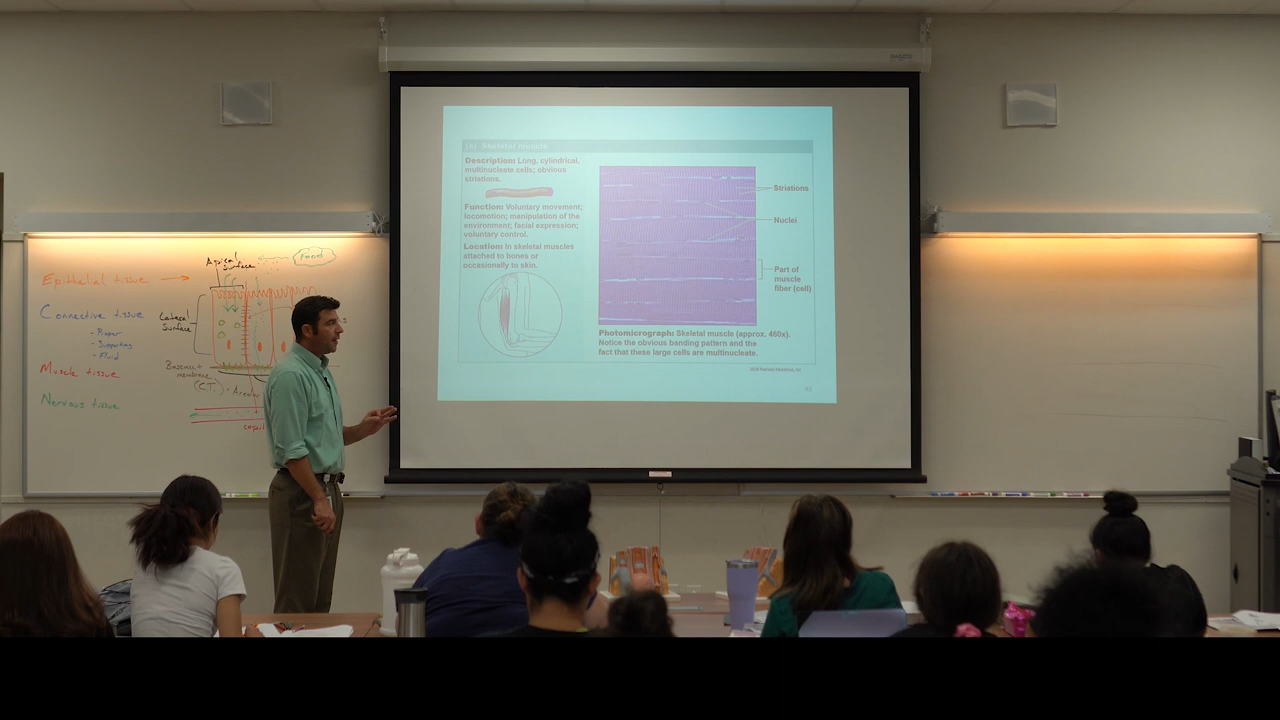 Epithelial tissue
Connective tissue
- Proper
- Supporting
- Fluid
Muscle tissue
Nervous tissue
Apical
Surface
Food
Lateral
Surface
Basement
membrane
(C.T.)
(a) Skeletal muscle
Description: Long, cylindrical,
multinucleate cells; obvious
striations.
Function: Voluntary movement;
locomotion; manipulation of the
environment; facial expression;
voluntary control.
Location: In skeletal muscles
attached to bones or
occasionally to skin.
Striations
Nuclei
Part of
muscle
fiber (cell)
Photomicrograph: Skeletal muscle (approx. 460x).
Notice the obvious banding pattern and the
fact that these large cells are multinucleate.